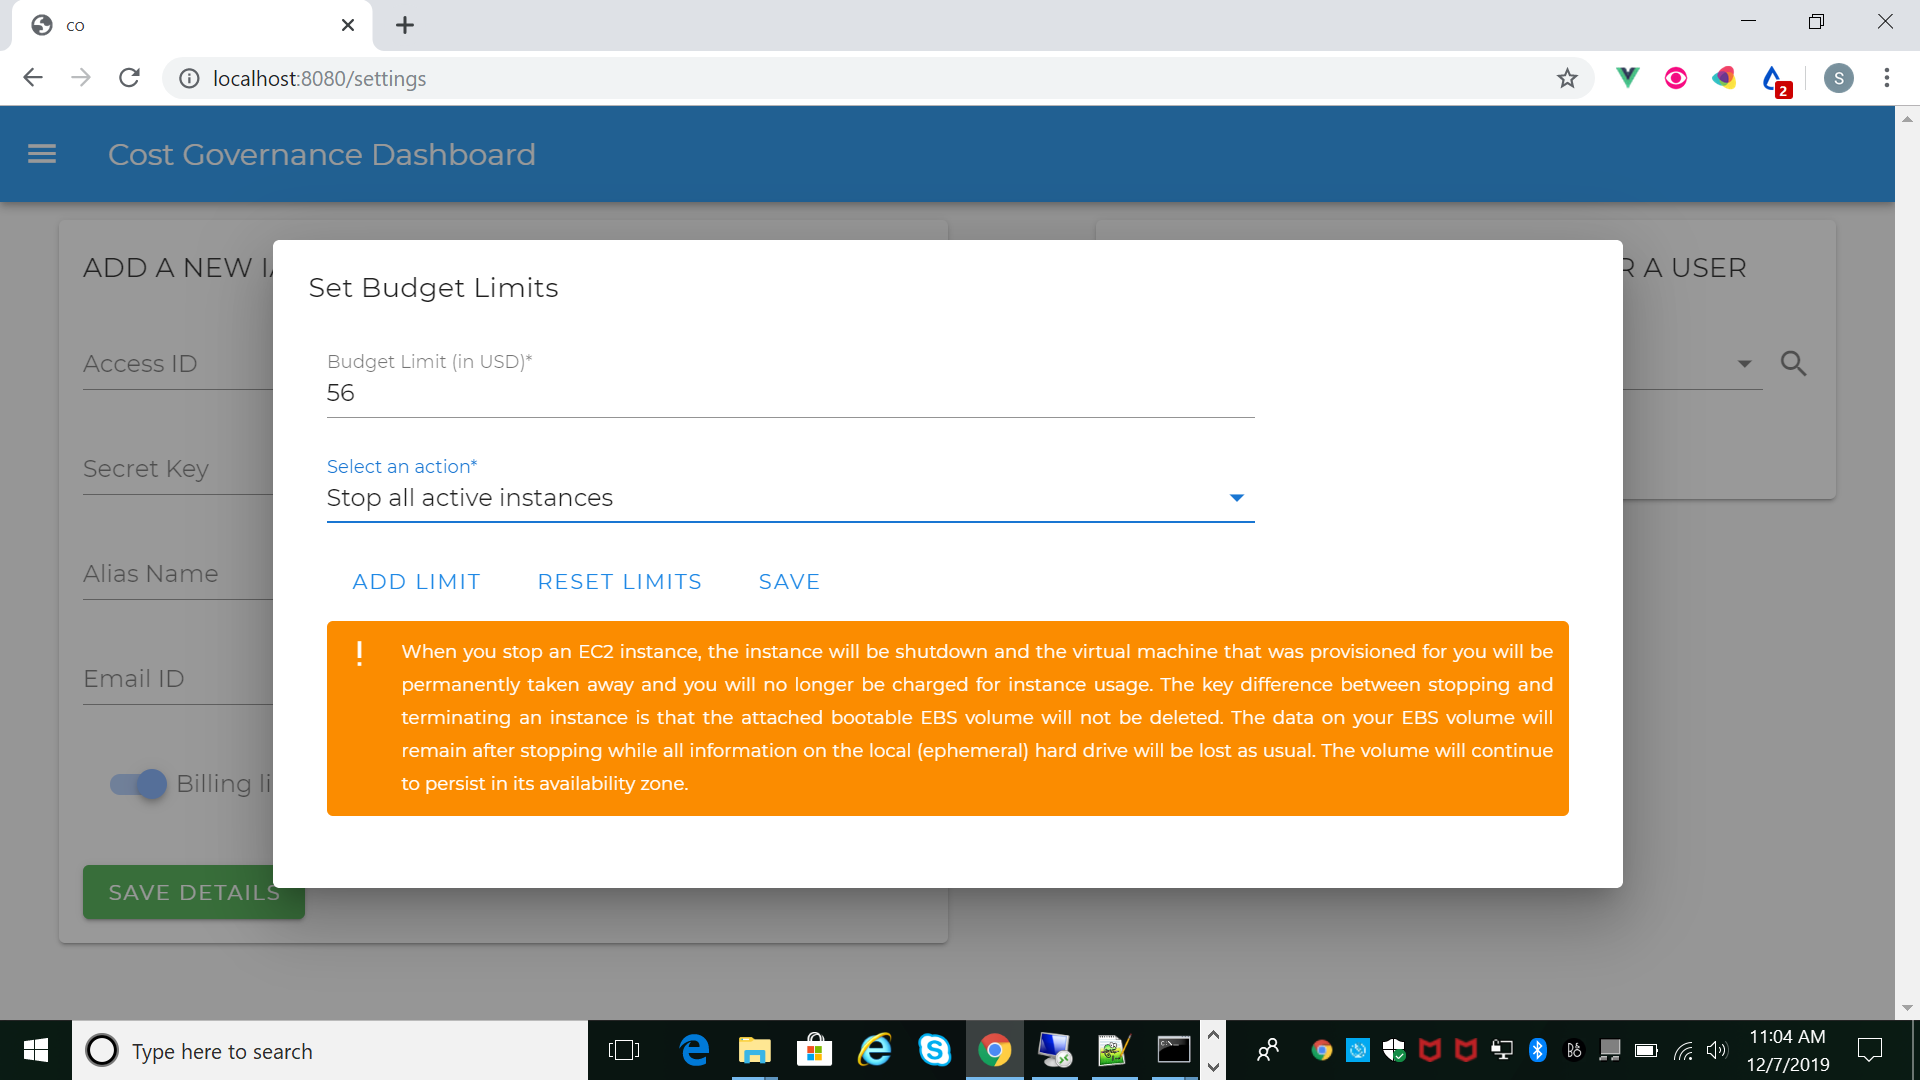 co
localhost:8080/settings
2
S
Cost Governance Dashboard
ADD A NEW
R A USER
Set Budget Limits
Access ID
Budget Limit (in USD)*
56
Secret Key
Select an action*
Stop all active instances
Alias Name
ADD LIMIT RESET LIMITS SAVE
Email ID
When you stop an EC2 instance, the instance will be shutdown and the virtual machine that was provisioned for you will be
permanently taken away and you will no longer be charged for instance usage. The key difference between stopping and
terminating an instance is that the attached bootable EBS volume will not be deleted. The data on your EBS volume will
remain after stopping while all information on the local (ephemeral) hard drive will be lost as usual. The volume will continue
to persist in its availability zone.
Billing li
SAVE DETAILS
Type here to search
11:04 AM
12/7/2019